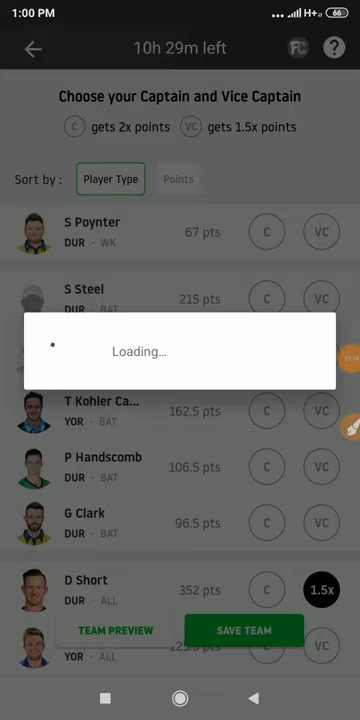 1:00 PM
H+
66
10h 29m left
FC
?
Choose your Captain and Vice Captain
C gets 2x points VC gets 1.5x points
Sort by : Player Type Points
S Poynter
DUR - WK
67 pts
C
VC
S Steel
DUR - BAT
215 pts
C
VC
Loading...
T Kohler Ca...
YOR - BAT
162.5 pts
C
VC
P Handscomb
DUR - BAT
106.5 pts
C
VC
G Clark
DUR - BAT
96.5 pts
C
VC
D Short
DUR - ALL
352 pts
C
1.5x
TEAM PREVIEW
SAVE TEAM
YOR - ALL
C
VC